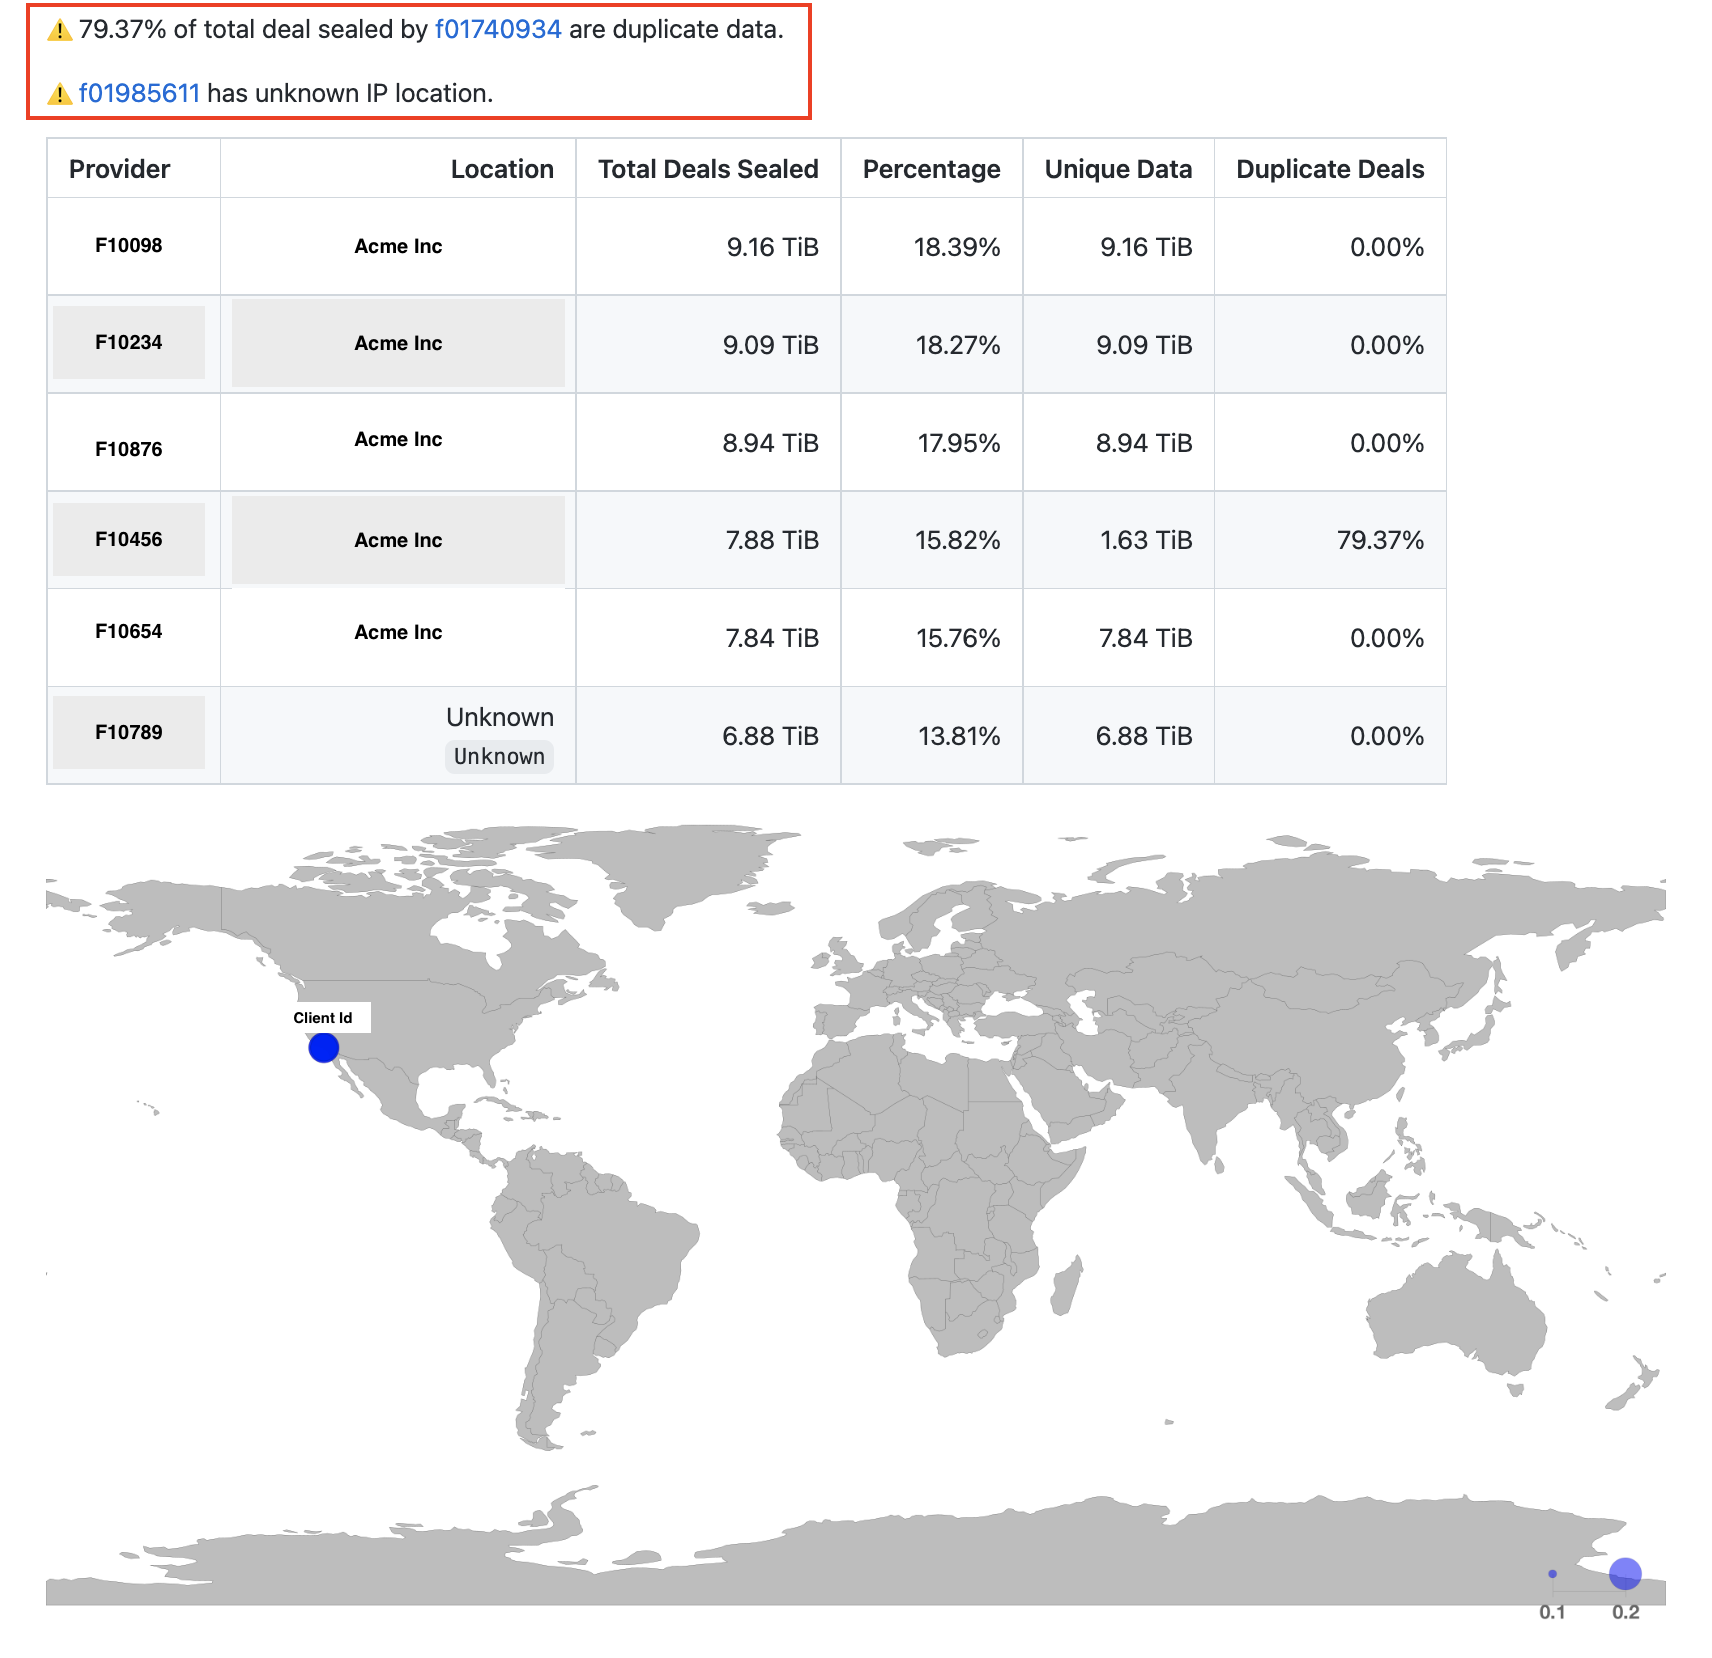 ⚠️ 79.37% of total deal sealed by f01740934 are duplicate data.
⚠️ f01985611 has unknown IP location.
Provider Location Total Deals Sealed Percentage Unique Data Duplicate Deals
F10098 Acme Inc 9.16 TiB 18.39% 9.16 TiB 0.00%
F10234 Acme Inc 9.09 TiB 18.27% 9.09 TiB 0.00%
F10876 Acme Inc 8.94 TiB 17.95% 8.94 TiB 0.00%
F10456 Acme Inc 7.88 TiB 15.82% 1.63 TiB 79.37%
F10654 Acme Inc 7.84 TiB 15.76% 7.84 TiB 0.00%
F10789 Unknown Unknown 6.88 TiB 13.81% 6.88 TiB 0.00%
Client Id
0.1 0.2